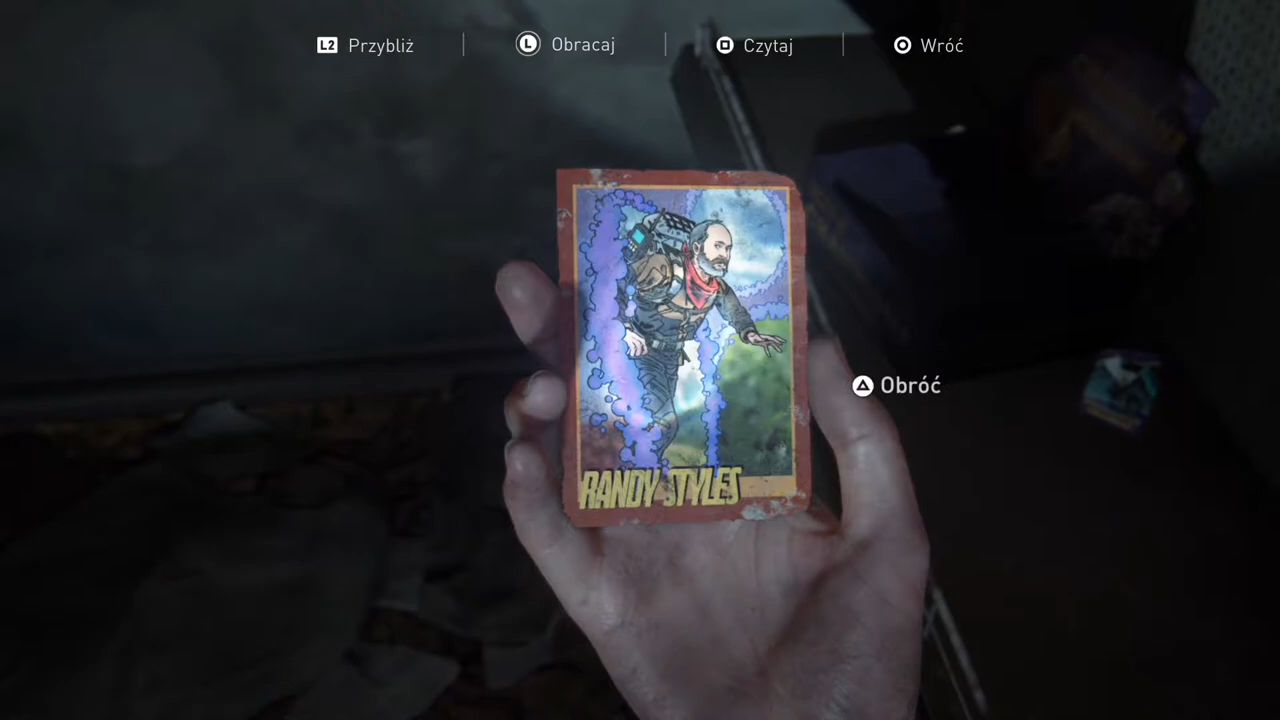 L2 Przybliż
L Obracaj
Czytaj
Wróć
Obróć
RANDY STYLES